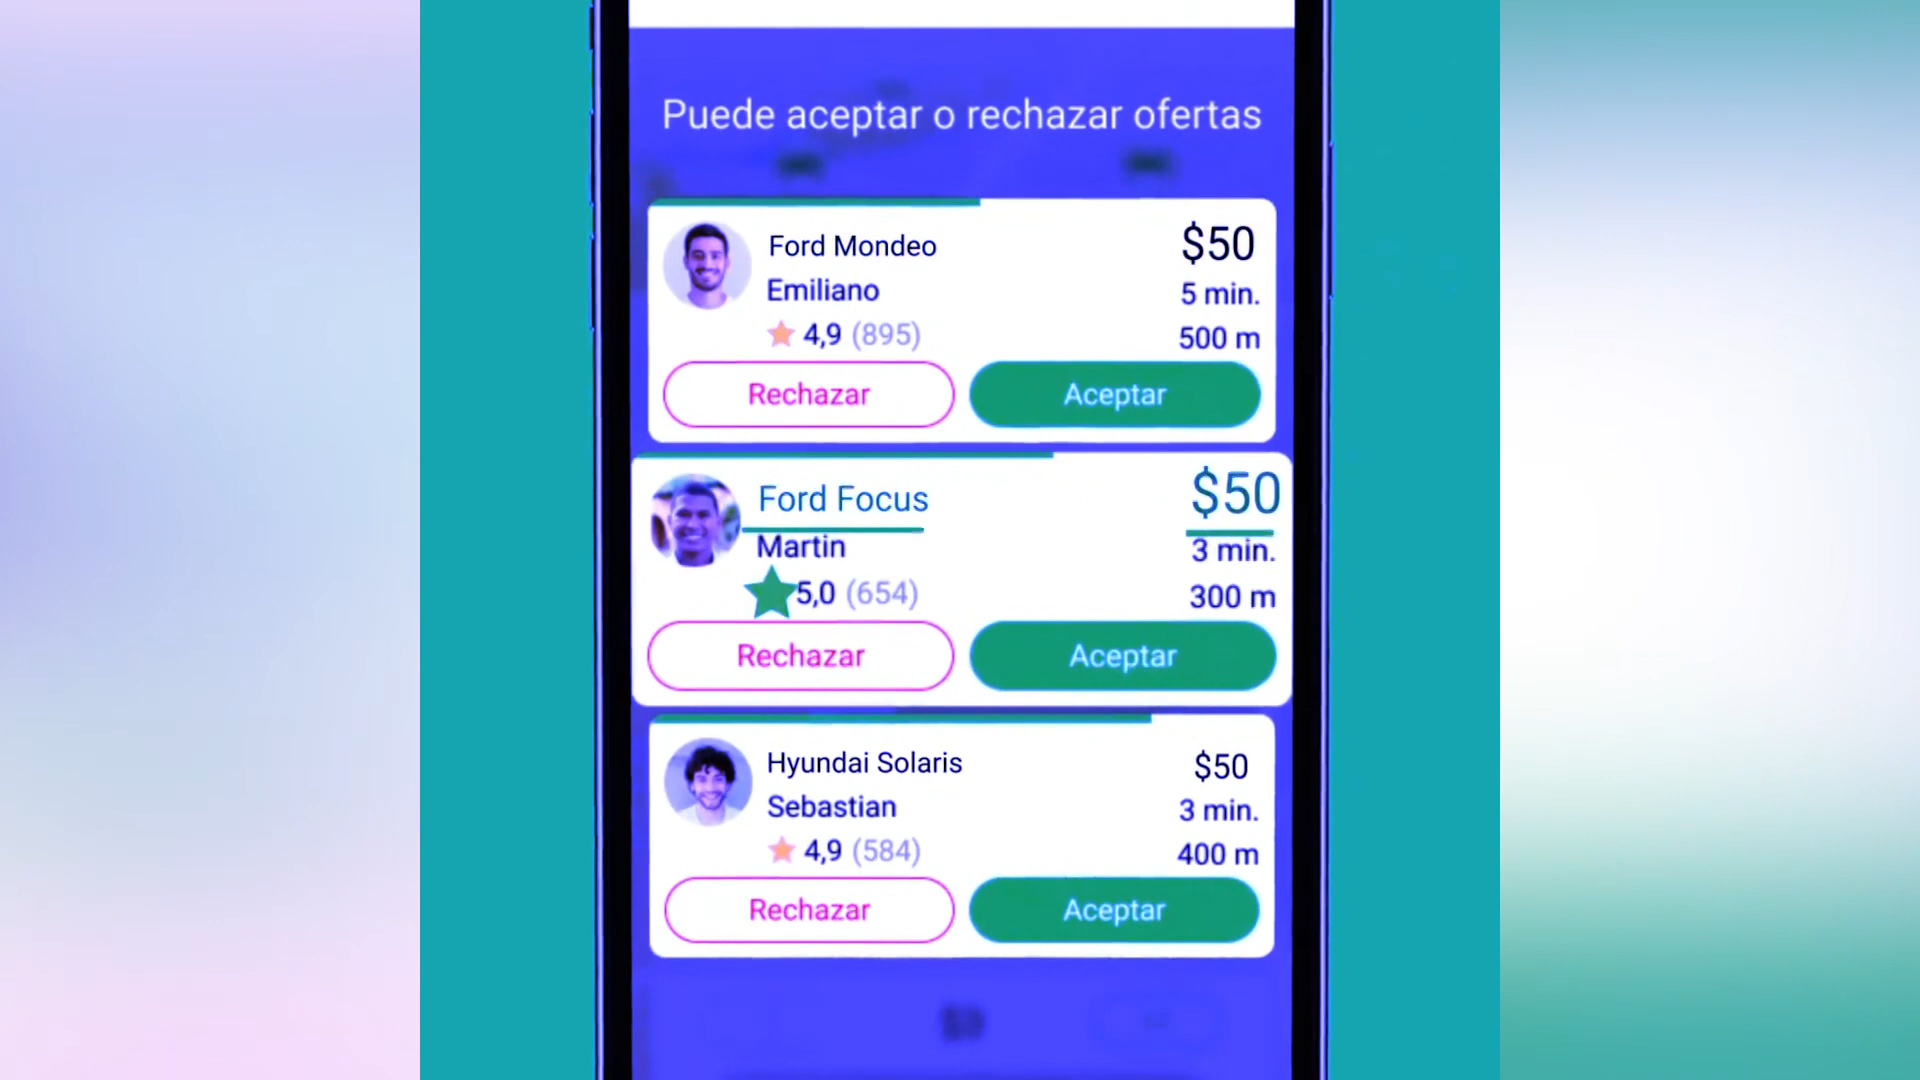 Puede aceptar o rechazar ofertas
Ford Mondeo
$50
Emiliano
5 min.
4,9 (895)
500 m
Rechazar
Aceptar
Ford Focus
$50
Martin
3 min.
5,0 (654)
300 m
Rechazar
Aceptar
Hyundai Solaris
$50
Sebastian
3 min.
4,9 (584)
400 m
Rechazar
Aceptar